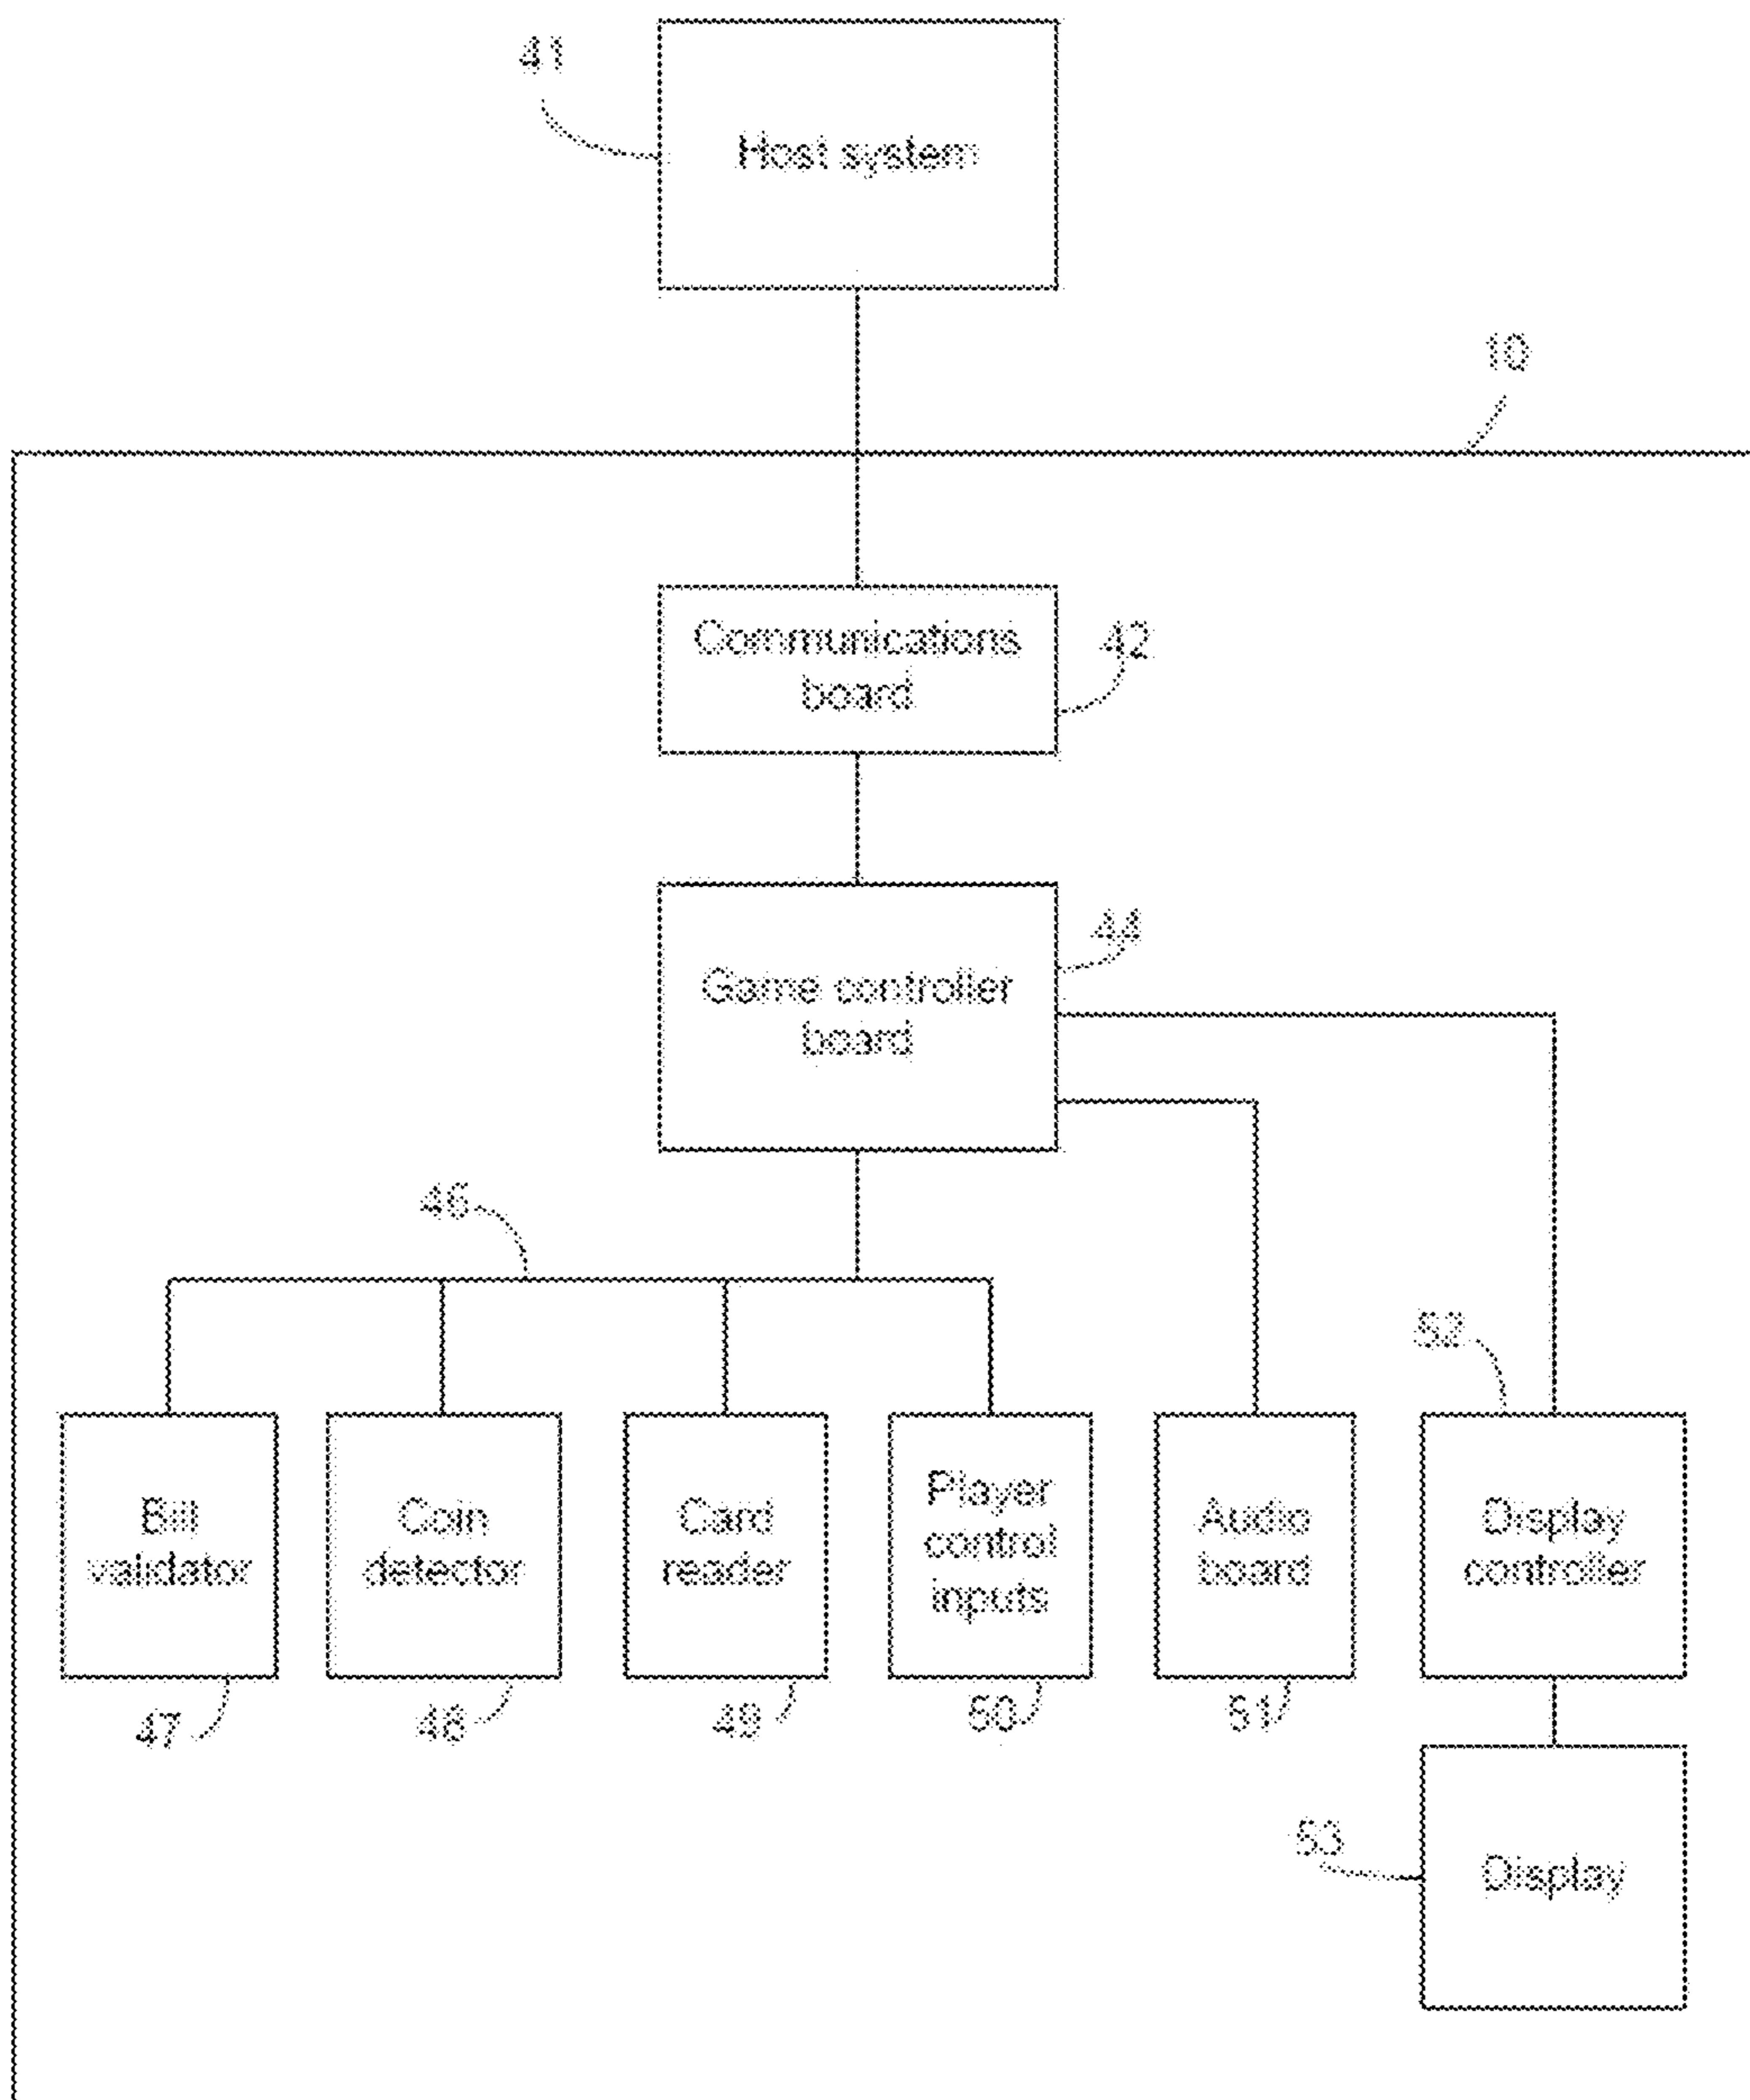 41
Host system
10
Communications
board
42
44
Game controller
board
46
52
Bill
validator
Coin
detector
Card
reader
Player
control
inputs
Audio
board
Display
controller
47
48
49
50
51
53
Display